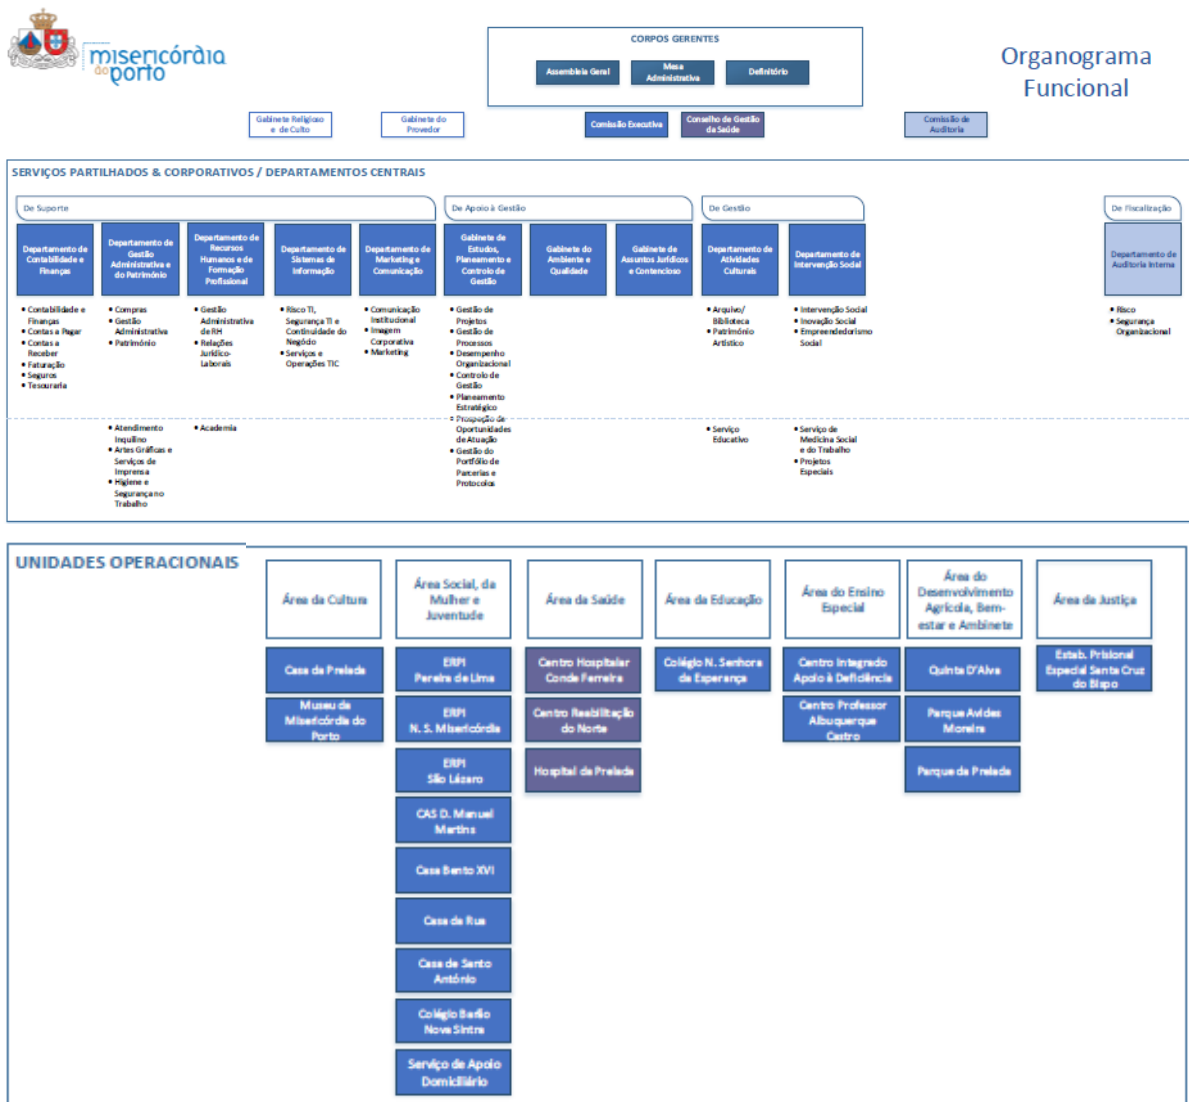 misericórdia
do porto
Organograma
Funcional
CORPOS GERENTES
Assembleia Geral
Mesa
Administrativa
Definitório
Gabinete Religioso
e de Culto
Gabinete do
Provedor
Comissão Executiva
Conselho de Gestão
da Saúde
Comissão de
Auditoria
SERVIÇOS PARTILHADOS & CORPORATIVOS / DEPARTAMENTOS CENTRAIS
De Suporte
De Apoio à Gestão
De Gestão
De Fiscalização
Departamento de
Contabilidade e
Finanças
Departamento de
Gestão
Administrativa e
do Património
Departamento de
Recursos
Humanos e de
Formação
Profissional
Departamento de
Sistemas de
Informação
Departamento de
Marketing e
Comunicação
Gabinete de
Estudos,
Planeamento e
Controlo de
Gestão
Gabinete do
Ambiente e
Qualidade
Gabinete de
Assuntos Jurídicos
e Contencioso
Departamento de
Atividades
Culturais
Departamento de
Intervenção Social
Departamento de
Auditoria Interna
• Contabilidade e
Finanças
• Contas a Pagar
• Contas a
Receber
• Faturação
• Seguros
• Tesouraria
• Compras
• Gestão
Administrativa
• Património
• Gestão
Administrativa
de RH
• Relações
Jurídico-
Laborais
• Risco TI,
Segurança TI e
Continuidade do
Negócio
• Serviços e
Operações TIC
• Comunicação
Institucional
• Imagem
Corporativa
• Marketing
• Gestão de
Projetos
• Gestão de
Processos
• Desempenho
Organizacional
• Controlo de
Gestão
• Planeamento
Estratégico
• Prospeção de
Oportunidades
de Atuação
• Gestão do
Portfólio de
Parcerias e
Protocolos
• Arquivo/
Biblioteca
• Património
Artístico
• Intervenção Social
• Inovação Social
• Empreendedorismo
Social
• Risco
• Segurança
Organizacional
• Atendimento
Inquilino
• Artes Gráficas e
Serviços de
Imprensa
• Higiene e
Segurança no
Trabalho
• Academia
• Serviço
Educativo
• Serviço de
Medicina Social
e do Trabalho
• Projetos
Especiais
UNIDADES OPERACIONAIS
Área da Cultura
Casa da Prelada
Museu da
Misericórdia do
Porto
Área Social, da
Mulher e
Juventude
ERPI
Pereira de Lima
ERPI
N. S. Misericórdia
ERPI
São Lázaro
CAS D. Manuel
Martins
Casa Bento XVI
Casa da Rua
Casa de Santo
António
Colégio Barão
Nova Sintra
Serviço de Apoio
Domiciliário
Área da Saúde
Centro Hospitalar
Conde Ferreira
Centro Reabilitação
do Norte
Hospital da Prelada
Área da Educação
Colégio N. Senhora
da Esperança
Área do Ensino
Especial
Centro Integrado
Apoio à Deficiência
Centro Professor
Albuquerque
Castro
Área do
Desenvolvimento
Agrícola, Bem-
estar e Ambinete
Quinta D'Alva
Parque Avides
Moreira
Parque da Prelada
Área da Justiça
Estab. Prisional
Especial Santa Cruz
do Bispo